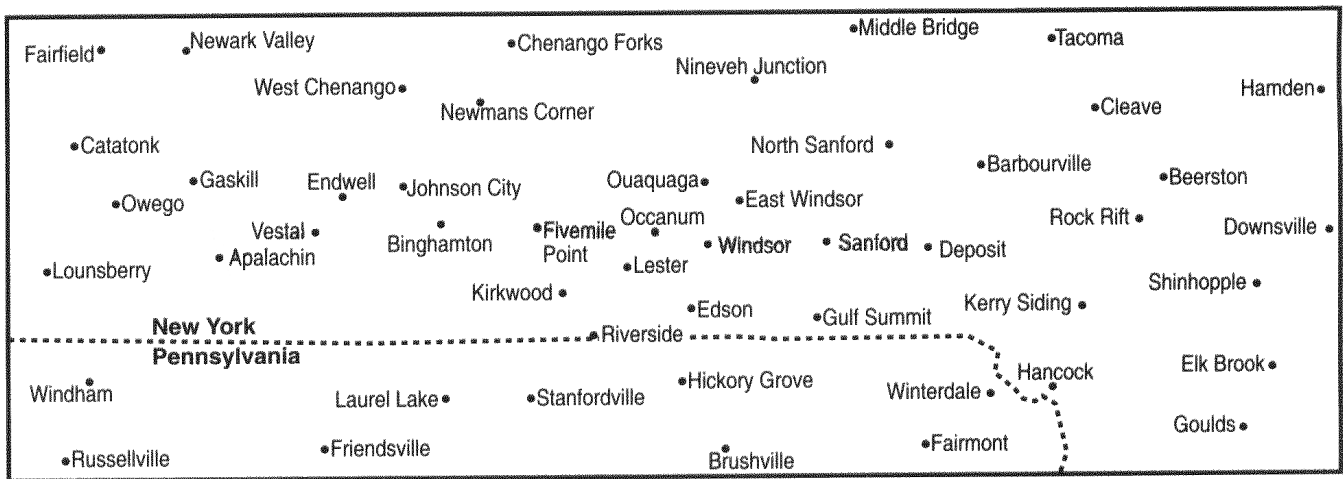 Middle Bridge
Tacoma
Fairfield
Newark Valley
Chenango Forks
Nineveh Junction
West Chenango
Hamden
Newmans Corner
Cleave
Catatonk
North Sanford
Barbourville
Gaskill
Endwell
Johnson City
Ouaquaga
Beerston
Owego
East Windsor
Occanum
Rock Rift
Vestal
Binghamton
Fivemile
Point
Windsor
Sanford
Deposit
Downsville
Apalachin
Lounsberry
Lester
Shinhopple
Kirkwood
Edson
Gulf Summit
Kerry Siding
New York
Riverside
Pennsylvania
Windham
Hickory Grove
Hancock
Elk Brook
Laurel Lake
Stanfordville
Winterdale
Goulds
Russellville
Friendsville
Brushville
Fairmont